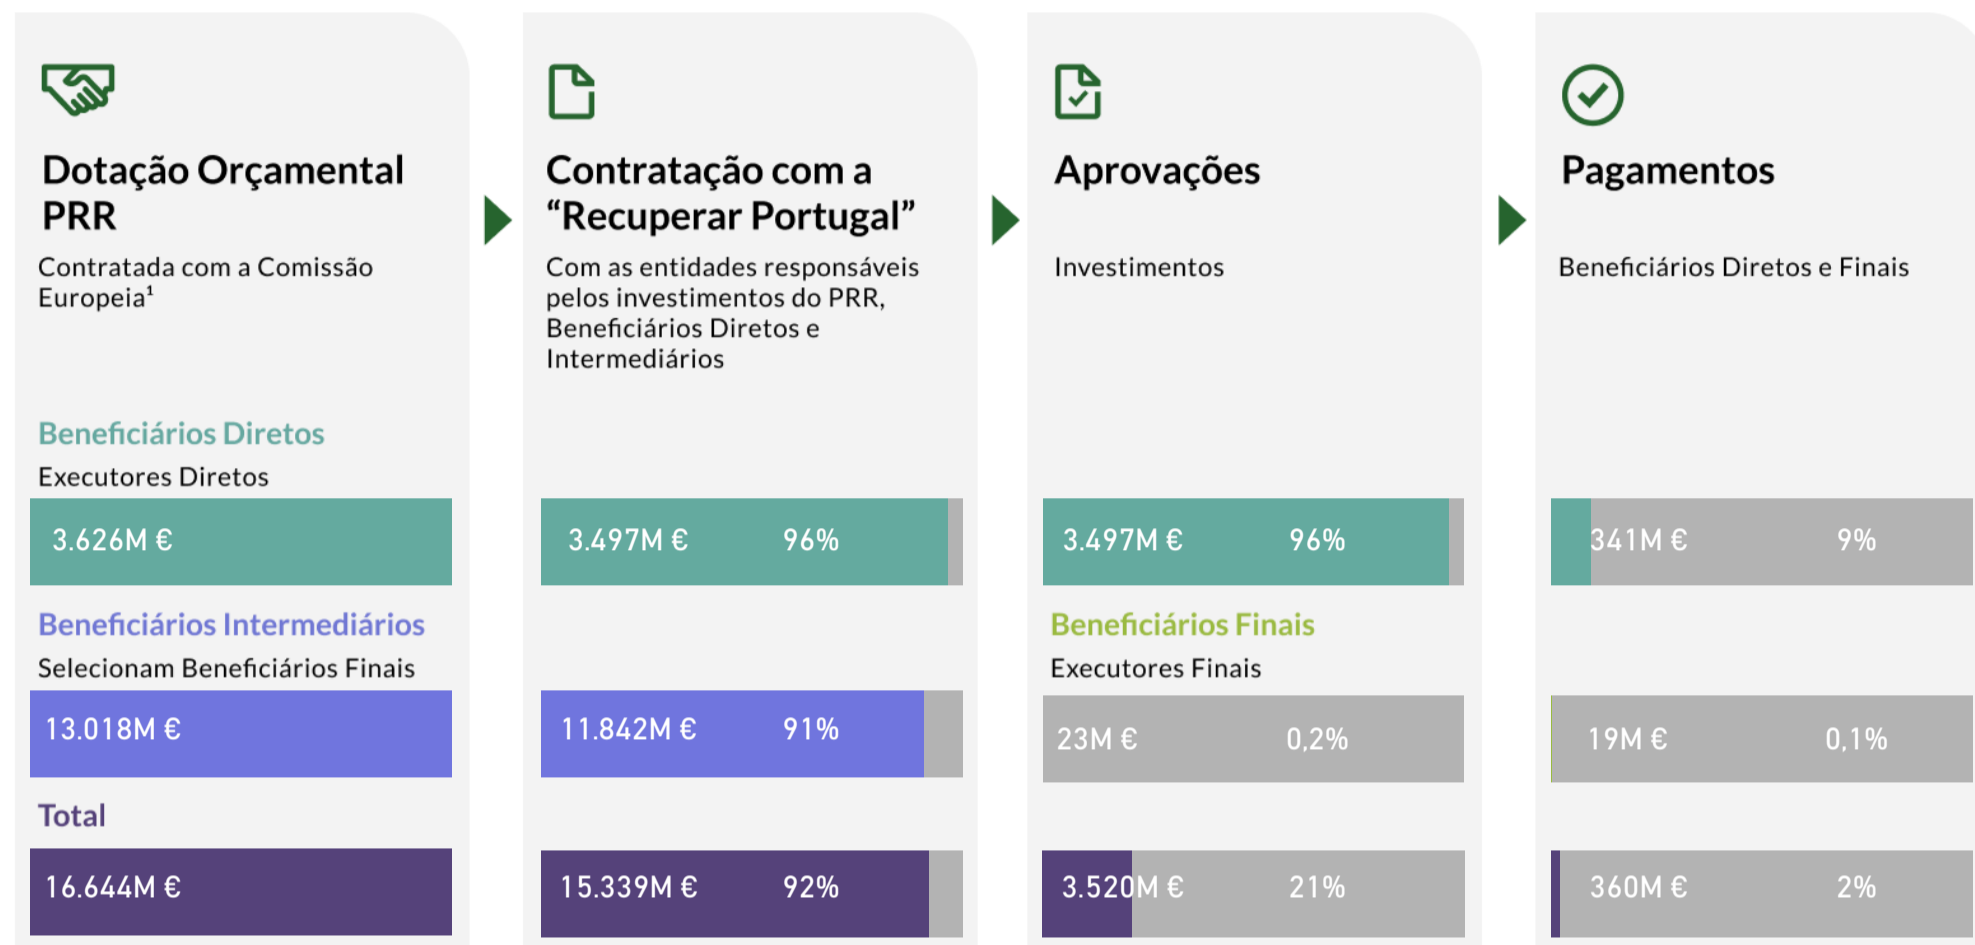 Dotação Orçamental
PRR
Contratada com a Comissão
Europeia¹
Contratação com a
“Recuperar Portugal”
Com as entidades responsáveis
pelos investimentos do PRR,
Beneficiários Diretos e
Intermediários
Aprovações
Investimentos
Pagamentos
Beneficiários Diretos e Finais
Beneficiários Diretos
Executores Diretos
3.626M €
3.497M € 96%
3.497M € 96%
341M € 9%
Beneficiários Intermediários
Selecionam Beneficiários Finais
13.018M €
11.842M € 91%
Beneficiários Finais
Executores Finais
23M € 0,2%
19M € 0,1%
Total
16.644M €
15.339M € 92%
3.520M € 21%
360M € 2%